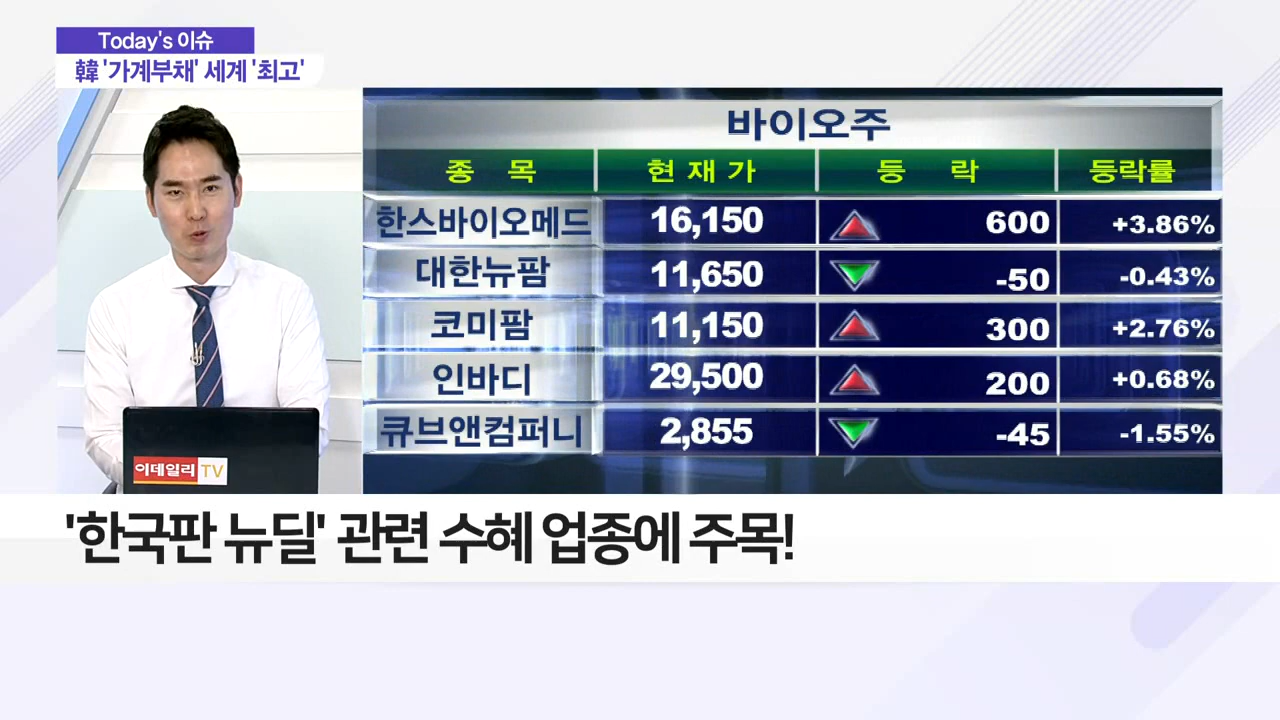 Today's 이슈
韓 '가계부채' 세계 '최고'
바이오주
종 목 현재가 등 락 등락률
한스바이오메드 16,150 600 +3.86%
대한뉴팜 11,650 -50 -0.43%
코미팜 11,150 300 +2.76%
인바디 29,500 200 +0.68%
큐브앤컴퍼니 2,855 -45 -1.55%
이데일리 TV
'한국판 뉴딜' 관련 수혜 업종에 주목!